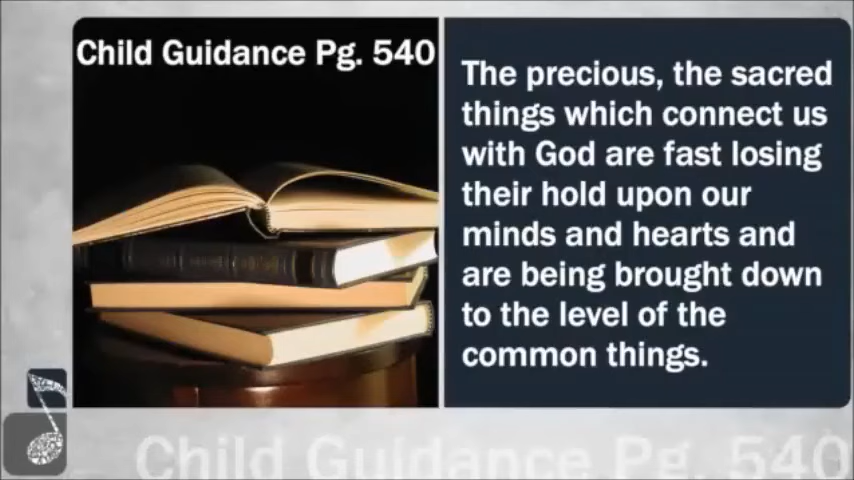 Child Guidance Pg. 540
The precious, the sacred
things which connect us
with God are fast losing
their hold upon our
minds and hearts and
are being brought down
to the level of the
common things.
Child Guidance Pg. 540